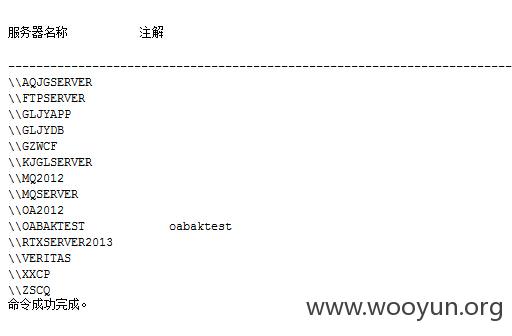 服务器名称 注解
-------------------------------------------------------------------------------
\\AQJGSERVER
\\FTPSERVER
\\GLJYAPP
\\GLJYDB
\\GZWCF
\\KJGLSERVER
\\MQ2012
\\MQSERVER
\\OA2012
\\OABAKTEST oabaktest
\\RTXSERVER2013
\\VERITAS
\\XXCP
\\ZSCQ
命令成功完成。
www.wooyun.org